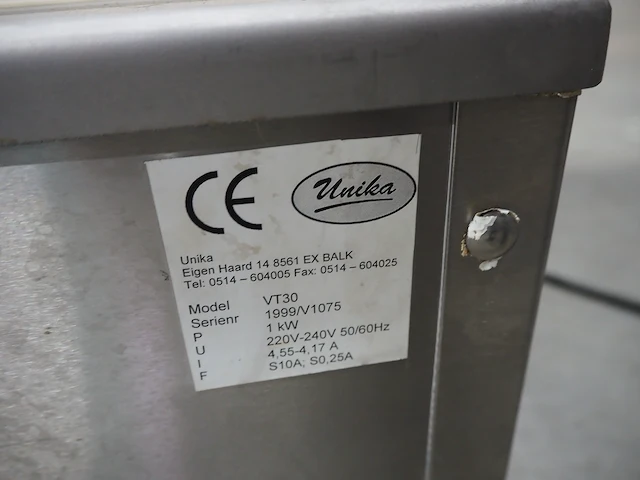 CE Unika
Unika
Eigen Haard 14 8561 EX BALK
Tel: 0514 – 604005 Fax: 0514 – 604025
Model VT30
Serienr 1999/V1075
P 1 kW
U 220V-240V 50/60Hz
I 4,55-4,17 A
F S10A; S0,25A